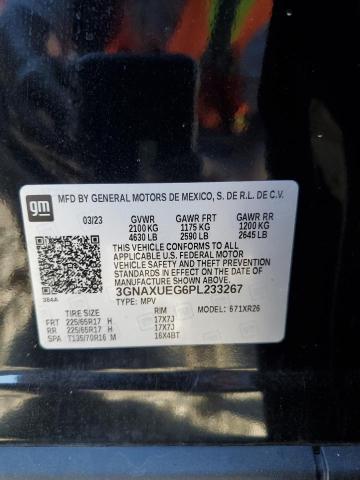 gm
MFD BY GENERAL MOTORS DE MEXICO, S. DE R.L. DE C.V.
03/23 GVWR GAWR FRT GAWR RR
2100 KG 1175 KG 1200 KG
4630 LB 2590 LB 2645 LB
THIS VEHICLE CONFORMS TO ALL
APPLICABLE U.S. FEDERAL MOTOR
VEHICLE SAFETY AND THEFT
PREVENTION STANDARDS IN EFFECT
ON THE DATE OF MANUFACTURE
SHOWN ABOVE.
384A
3GNAXUEG6PL233267
TYPE: MPV MODEL: 671XR26
TIRE SIZE RIM
FRT 225/65R17 H 17X7J
RR 225/65R17 H 17X7J
SPA T135/70R16 M 16X4BT